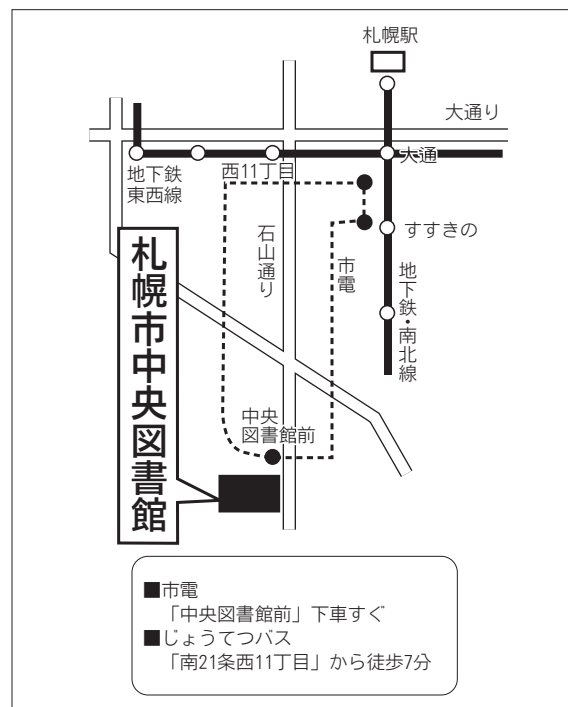 札幌駅
大通り
大通
西11丁目
地下鉄
東西線
すすきの
石山通り
市電
地下鉄・南北線
札幌市中央図書館
中央
図書館前
■市電
「中央図書館前」下車すぐ
■じょうてつバス
「南21条西11丁目」から徒歩7分